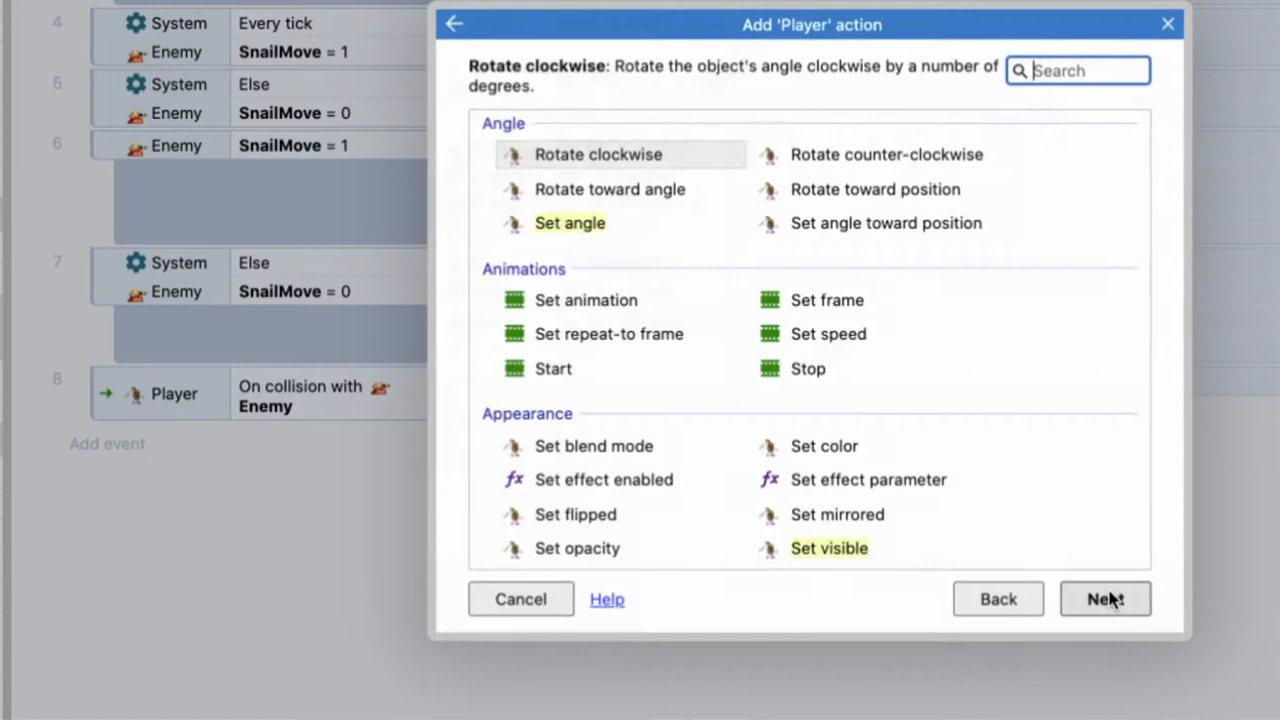 Add 'Player' action
Rotate clockwise: Rotate the object's angle clockwise by a number of
degrees.
Search
Angle
Rotate clockwise
Rotate counter-clockwise
Rotate toward angle
Rotate toward position
Set angle
Set angle toward position
Animations
Set animation
Set frame
Set repeat-to frame
Set speed
Start
Stop
Appearance
Set blend mode
Set color
fx Set effect enabled
fx Set effect parameter
Set flipped
Set mirrored
Set opacity
Set visible
Cancel
Help
Back
Next
4
System Every tick
Enemy SnailMove = 1
5
System Else
Enemy SnailMove = 0
6
Enemy SnailMove = 1
7
System Else
Enemy SnailMove = 0
8
Player On collision with
Enemy
Add event